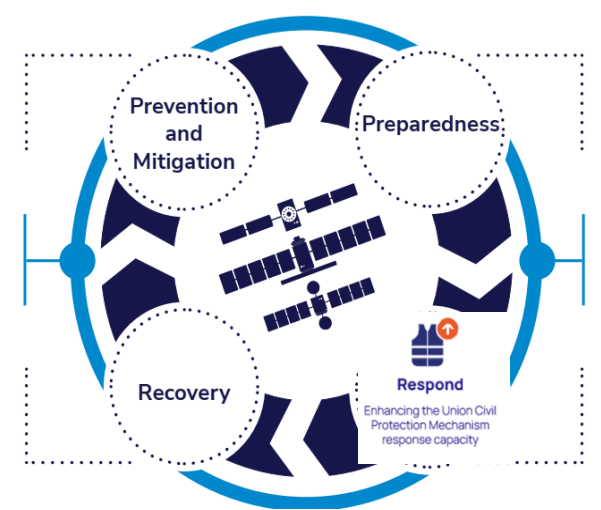 Prevention
and
Mitigation
Preparedness
Recovery
Respond
Enhancing the Union Civil
Protection Mechanism
response capacity